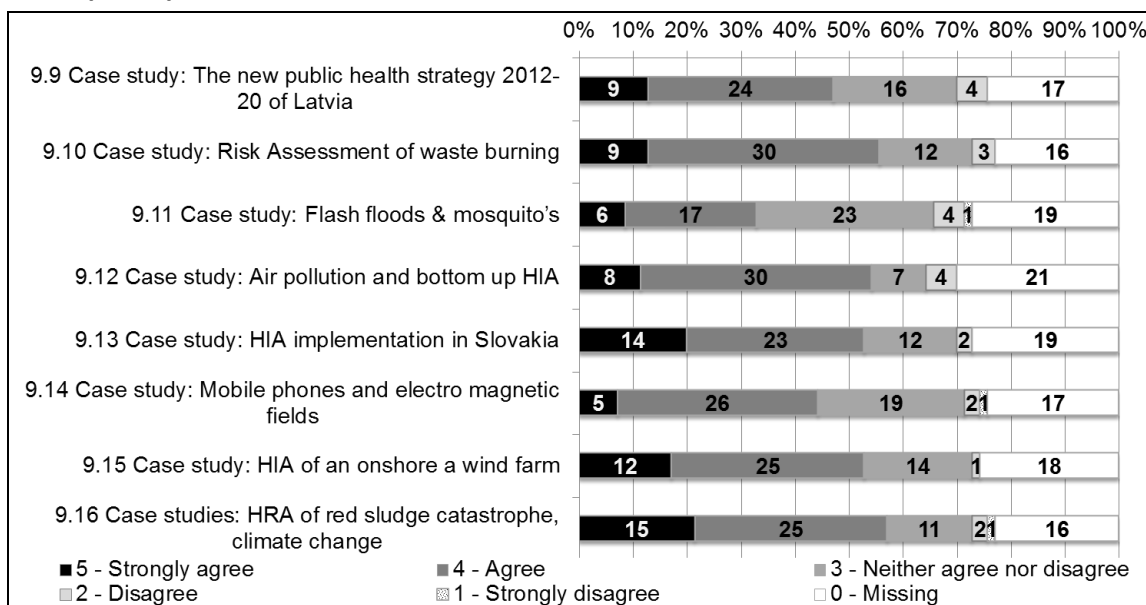 0% 10% 20% 30% 40% 50% 60% 70% 80% 90% 100%
9.9 Case study: The new public health strategy 2012-
20 of Latvia
9 24 16 4 17
9.10 Case study: Risk Assessment of waste burning
9 30 12 3 16
9.11 Case study: Flash floods & mosquito's
6 17 23 4 1 19
9.12 Case study: Air pollution and bottom up HIA
8 30 7 4 21
9.13 Case study: HIA implementation in Slovakia
14 23 12 2 19
9.14 Case study: Mobile phones and electro magnetic
fields
5 26 19 2 1 17
9.15 Case study: HIA of an onshore a wind farm
12 25 14 1 18
9.16 Case studies: HRA of red sludge catastrophe,
climate change
15 25 11 2 1 16
5 - Strongly agree 4 - Agree 3 - Neither agree nor disagree
2 - Disagree 1 - Strongly disagree 0 - Missing